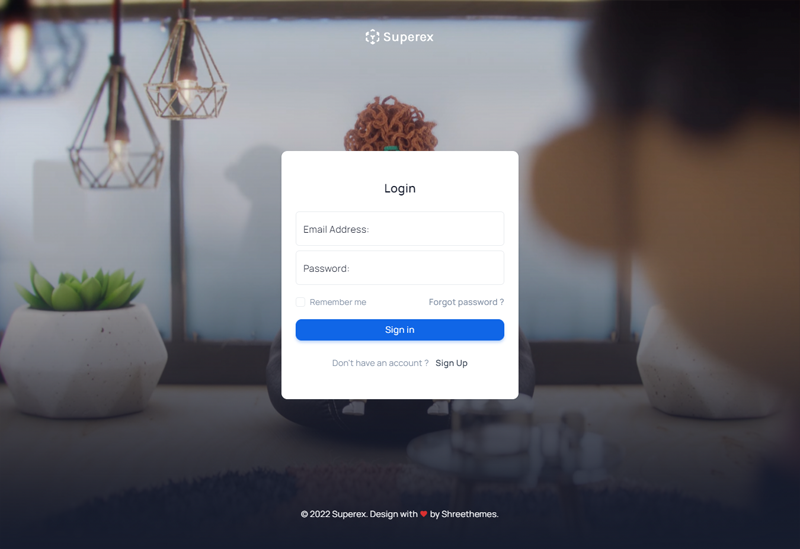 Superex
Login
Email Address:
Password:
Remember me
Forgot password ?
Sign in
Don't have an account ? Sign Up
© 2022 Superex. Design with ❤ by Shreethemes.